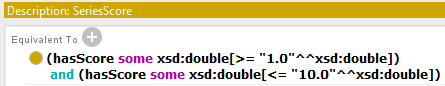 Description: SeriesScore
Equivalent To
(hasScore some xsd:double[>= "1.0"^^xsd:double])
and (hasScore some xsd:double[<= "10.0"^^xsd:double])